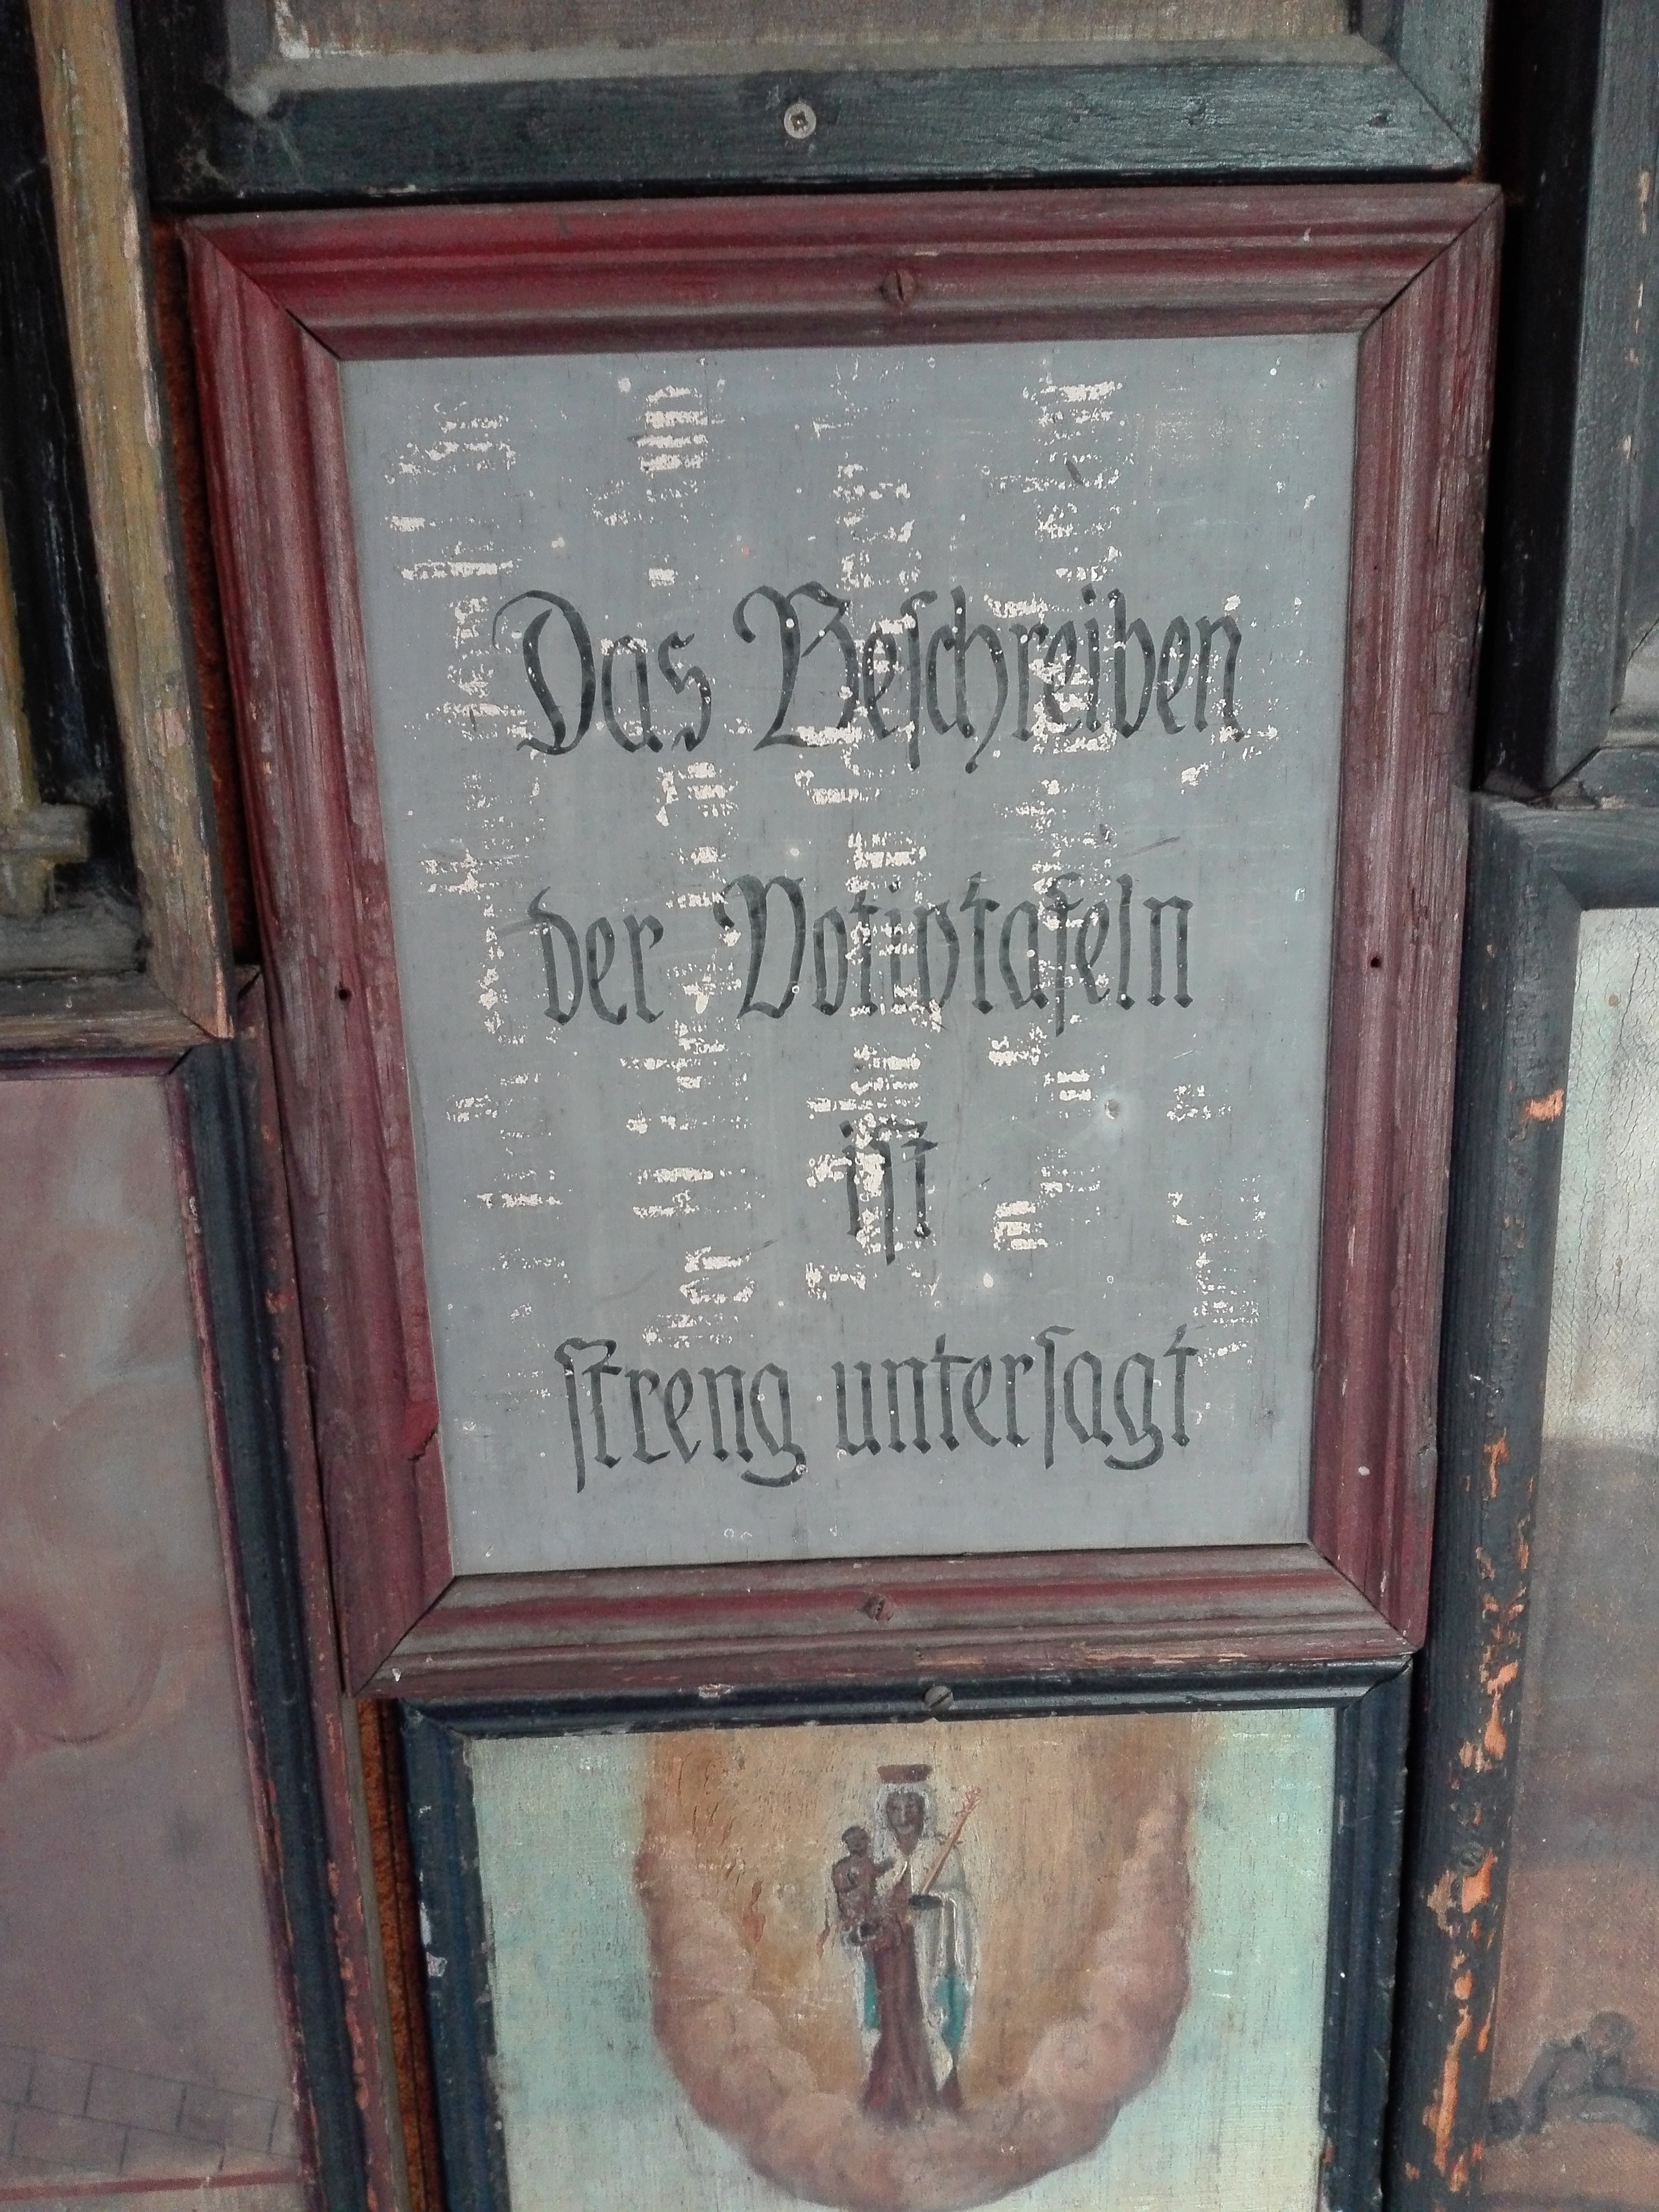 Das Beſchreiben
der Votivtafeln
iſt
ſtreng unterſagt